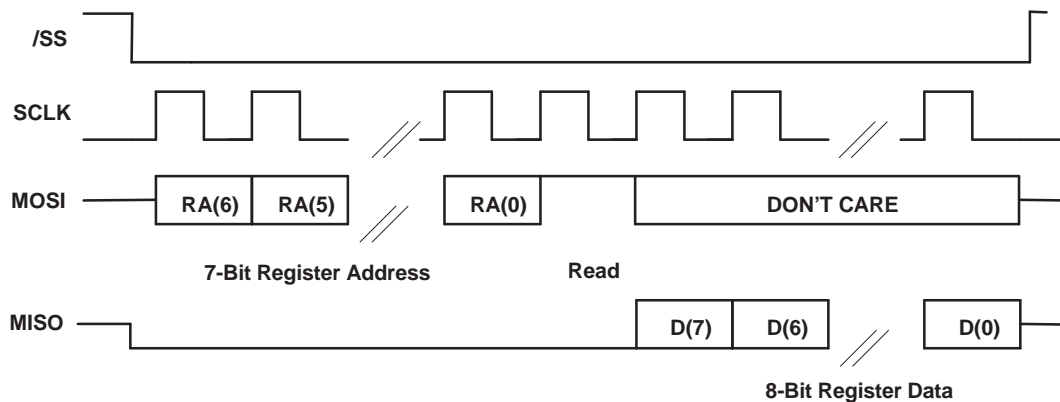 /SS
SCLK
MOSI RA(6) RA(5) RA(0) DON'T CARE
7-Bit Register Address Read
MISO D(7) D(6) D(0)
8-Bit Register Data